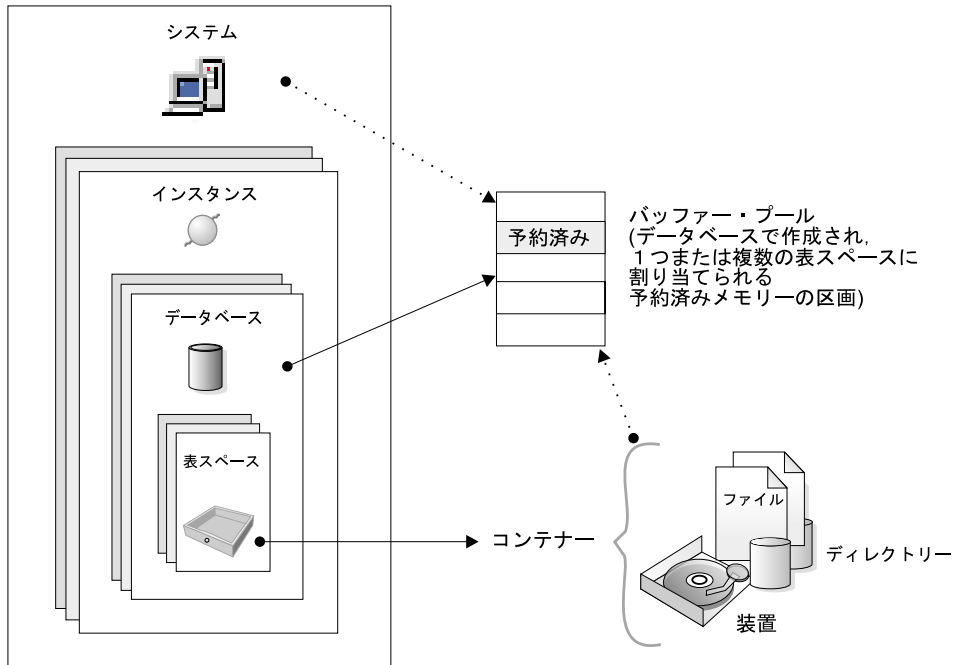 システム
インスタンス
データベース
表スペース
予約済み
バッファー・プール
(データベースで作成され,
１つまたは複数の表スペースに
割り当てられる
予約済みメモリーの区画)
コンテナー
ファイル
ディレクトリー
装置